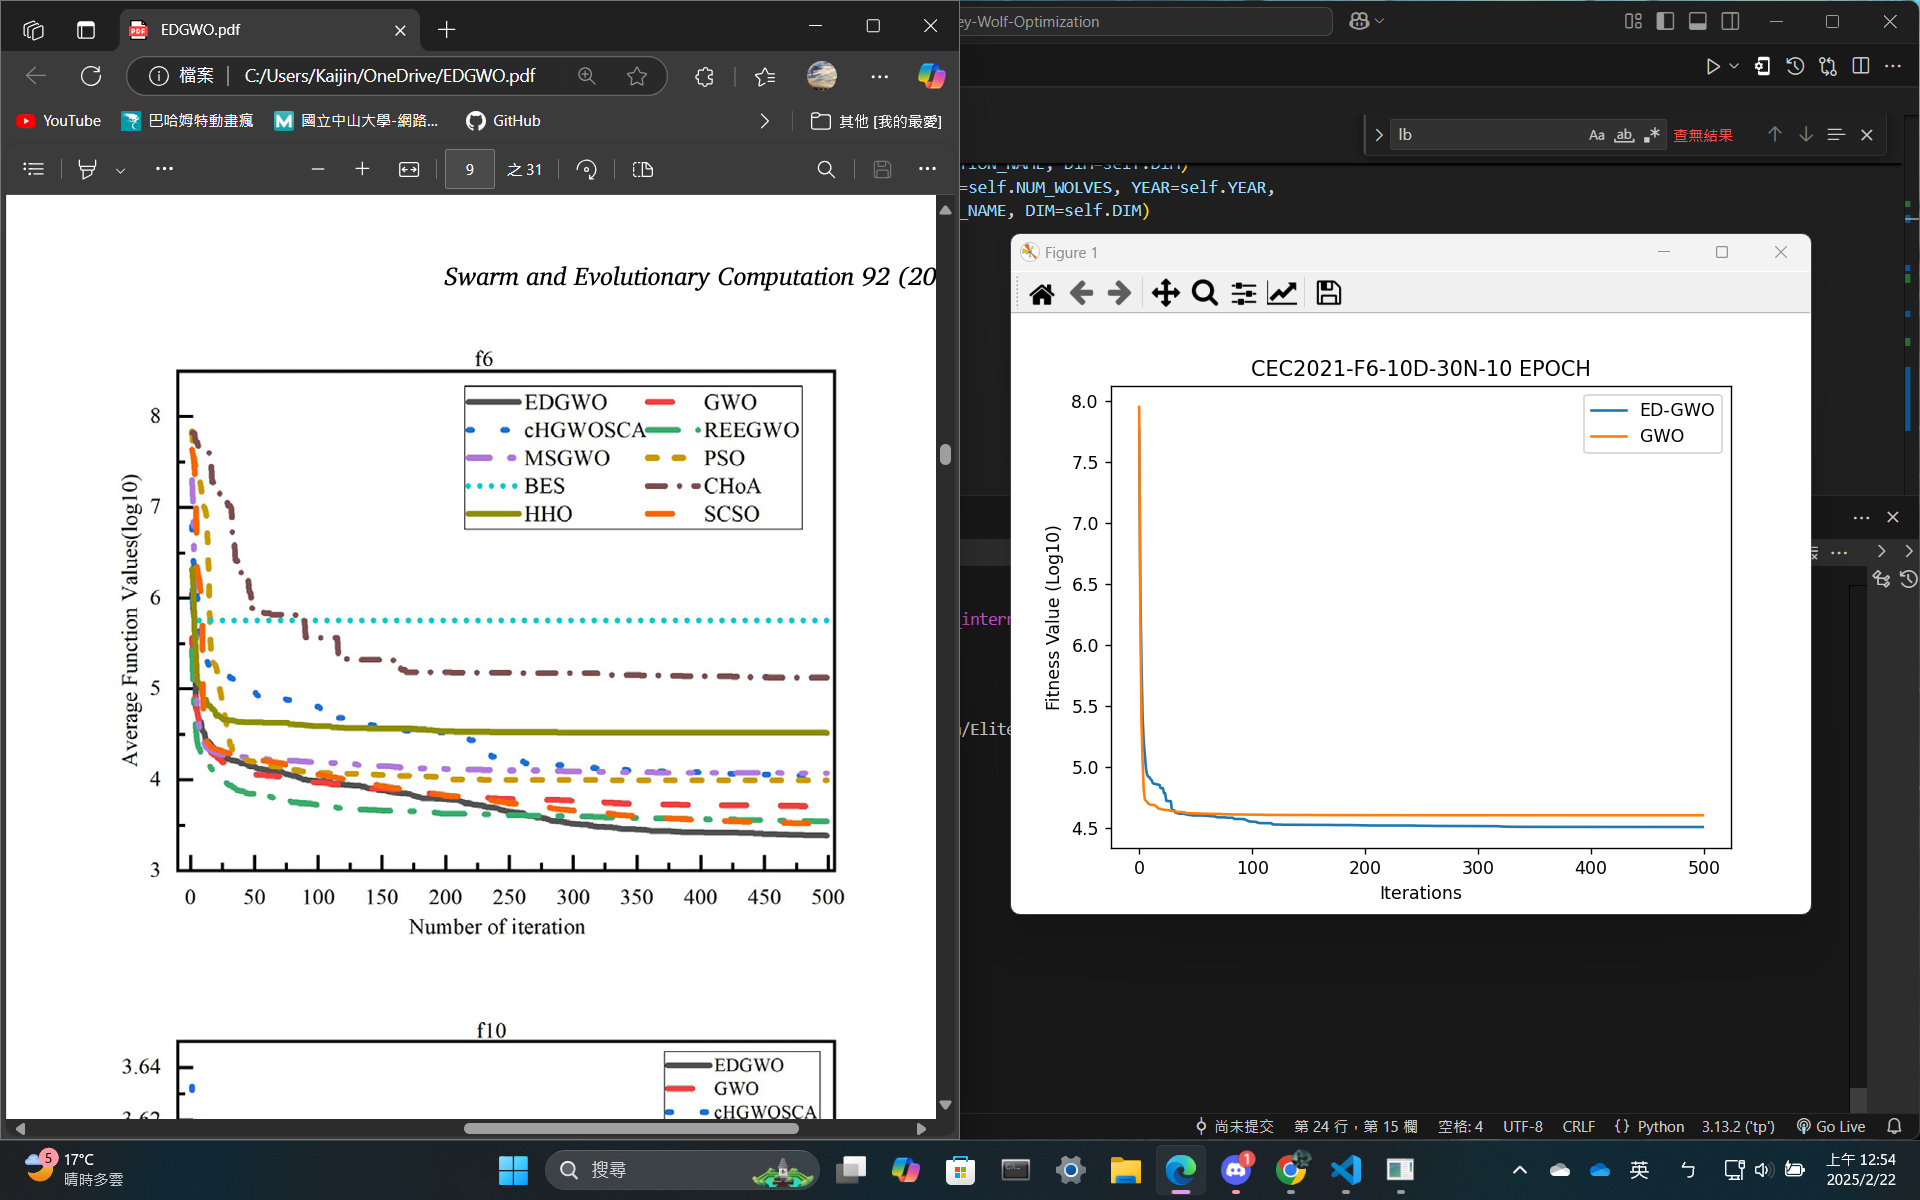 EDGWO.pdf
檔案
C:/Users/Kaijin/OneDrive/EDGWO.pdf
YouTube
巴哈姆特動畫瘋
國立中山大學-網路...
GitHub
其他 [我的最愛]
9
之 31
Swarm and Evolutionary Computation 92 (20
f6
EDGWO
GWO
cHGWOSCA
REEGWO
MSGWO
PSO
BES
CHoA
HHO
SCSO
Average Function Values(log10)
8
7
6
5
4
3
0 50 100 150 200 250 300 350 400 450 500
Number of iteration
f10
3.64
3.62
EDGWO
GWO
cHGWOSCA
ey-Wolf-Optimization
lb
Aa
ab
查無結果
TION_NAME, DIM=self.DIM)
=self.NUM_WOLVES, YEAR=self.YEAR,
_NAME, DIM=self.DIM)
Figure 1
CEC2021-F6-10D-30N-10 EPOCH
ED-GWO
GWO
Fitness Value (Log10)
8.0
7.5
7.0
6.5
6.0
5.5
5.0
4.5
0 100 200 300 400 500
Iterations
_intern
/Elite
尚未提交
第 24 行，第 15 欄
空格: 4
UTF-8
CRLF
{} Python
3.13.2 ('tp')
Go Live
5
17°C
晴時多雲
搜尋
1
英
ㄅ
上午 12:54
2025/2/22